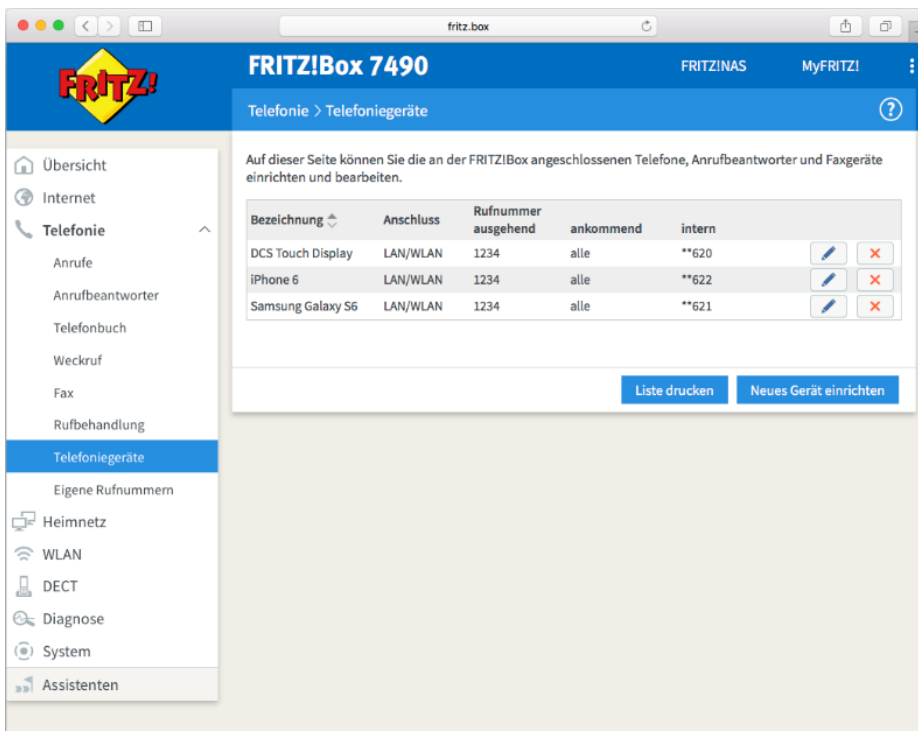 fritz.box
FRITZ!
FRITZ!Box 7490
FRITZ!NAS
MyFRITZ!
Telefonie > Telefoniegeräte
?
Übersicht
Internet
Telefonie
Anrufe
Anrufbeantworter
Telefonbuch
Weckruf
Fax
Rufbehandlung
Telefoniegeräte
Eigene Rufnummern
Heimnetz
WLAN
DECT
Diagnose
System
Assistenten
Auf dieser Seite können Sie die an der FRITZ!Box angeschlossenen Telefone, Anrufbeantworter und Faxgeräte
einrichten und bearbeiten.
Bezeichnung Anschluss Rufnummer ausgehend ankommend intern
DCS Touch Display LAN/WLAN 1234 alle **620
iPhone 6 LAN/WLAN 1234 alle **622
Samsung Galaxy S6 LAN/WLAN 1234 alle **621
Liste drucken
Neues Gerät einrichten